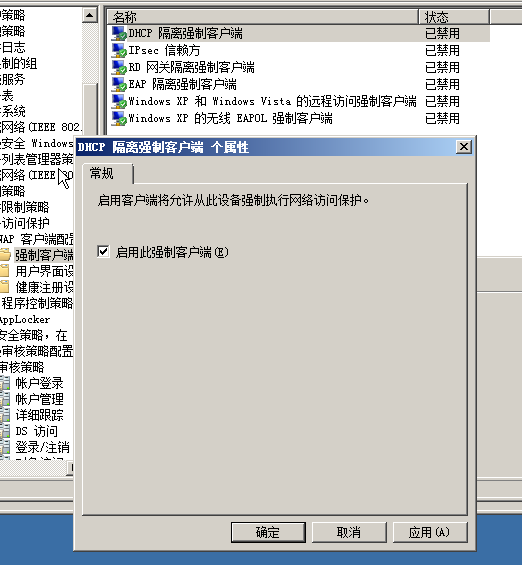 名称 状态
DHCP 隔离强制客户端 已禁用
IPsec 信赖方 已禁用
RD 网关隔离强制客户端 已禁用
EAP 隔离强制客户端 已禁用
Windows XP 和 Windows Vista 的远程访问强制客户端 已禁用
Windows XP 的无线 EAPOL 强制客户端 已禁用
策略
策略
日志
制的组
服务
表
系统
网络(IEEE 802.
安全 Windows
列表管理器策
网络(IEEE 80
策略
限制策略
访问保护
NAP 客户端配置
强制客户端
用户界面设
健康注册设
程序控制策略
AppLocker
安全策略，在
审核策略配置
审核策略
帐户登录
帐户管理
详细跟踪
DS 访问
登录/注销
DHCP 隔离强制客户端 个属性
常规
启用客户端将允许从此设备强制执行网络访问保护。
启用此强制客户端(E)
确定 取消 应用(A)